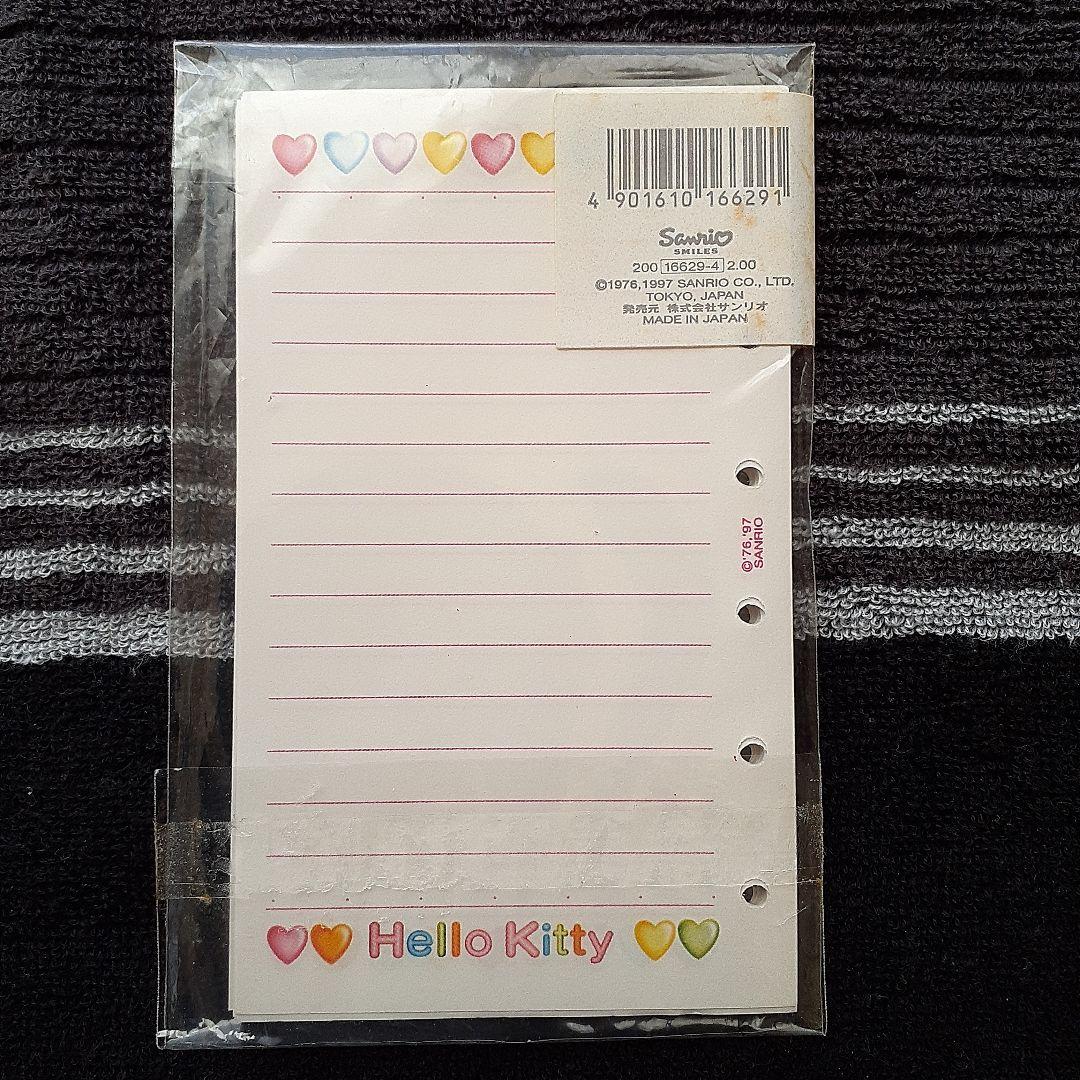 4 901610 166291
Sanrio
SMILES
200 16629-4 2.00
©1976,1997 SANRIO CO., LTD.
TOKYO, JAPAN
発売元 株式会社サンリオ
MADE IN JAPAN
©'76,'97
SANRIO
Hello Kitty